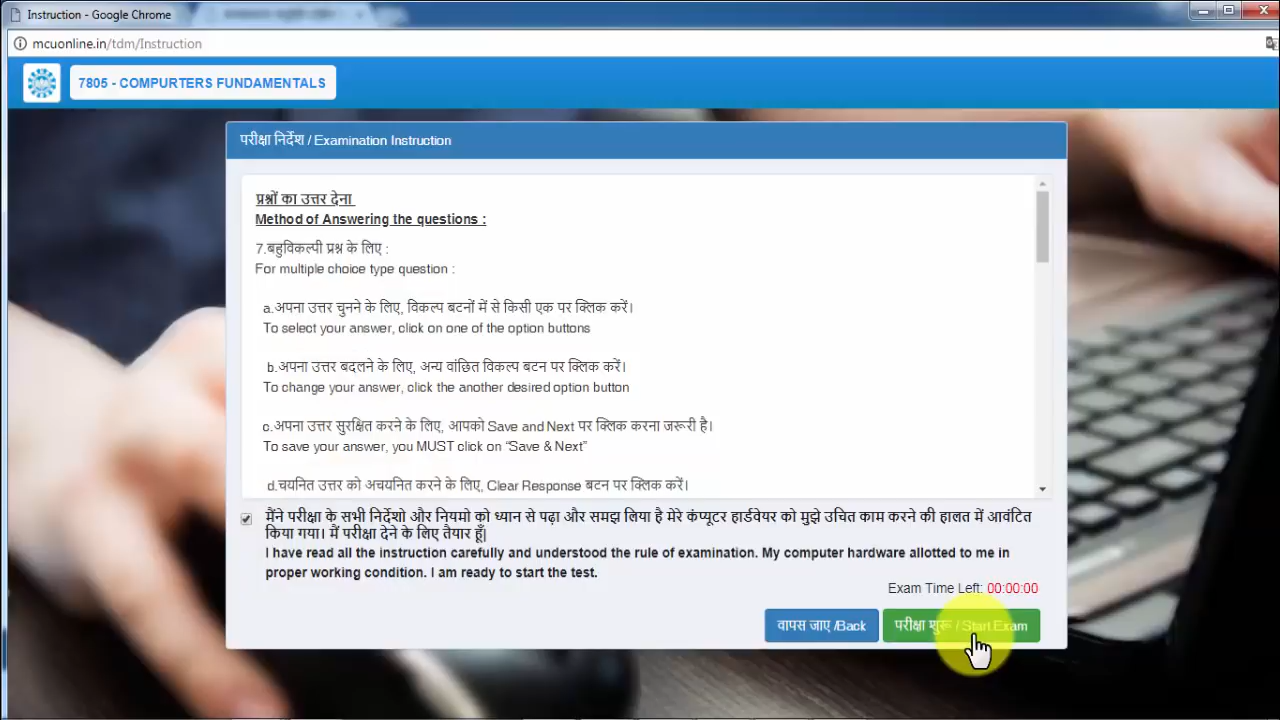 Instruction - Google Chrome
mcuonline.in/tdm/Instruction
7805 - COMPURTERS FUNDAMENTALS
परीक्षा निर्देश / Examination Instruction
प्रश्नों का उत्तर देना
Method of Answering the questions :
7.बहुविकल्पी प्रश्न के लिए :
For multiple choice type question :
a.अपना उत्तर चुनने के लिए, विकल्प बटनों में से किसी एक पर क्लिक करें।
To select your answer, click on one of the option buttons
b.अपना उत्तर बदलने के लिए, अन्य वांछित विकल्प बटन पर क्लिक करें।
To change your answer, click the another desired option button
c.अपना उत्तर सुरक्षित करने के लिए, आपको Save and Next पर क्लिक करना जरूरी है।
To save your answer, you MUST click on “Save & Next”
d.चयनित उत्तर को अचयनित करने के लिए, Clear Response बटन पर क्लिक करें।
मैंने परीक्षा के सभी निर्देशो और नियमो को ध्यान से पढ़ा और समझ लिया है मेरे कंप्यूटर हार्डवेयर को मुझे उचित काम करने की हालत में आवंटित
किया गया। मैं परीक्षा देने के लिए तैयार हूँ|
I have read all the instruction carefully and understood the rule of examination. My computer hardware allotted to me in
proper working condition. I am ready to start the test.
Exam Time Left: 00:00:00
वापस जाए /Back
परीक्षा शुरू / Start Exam